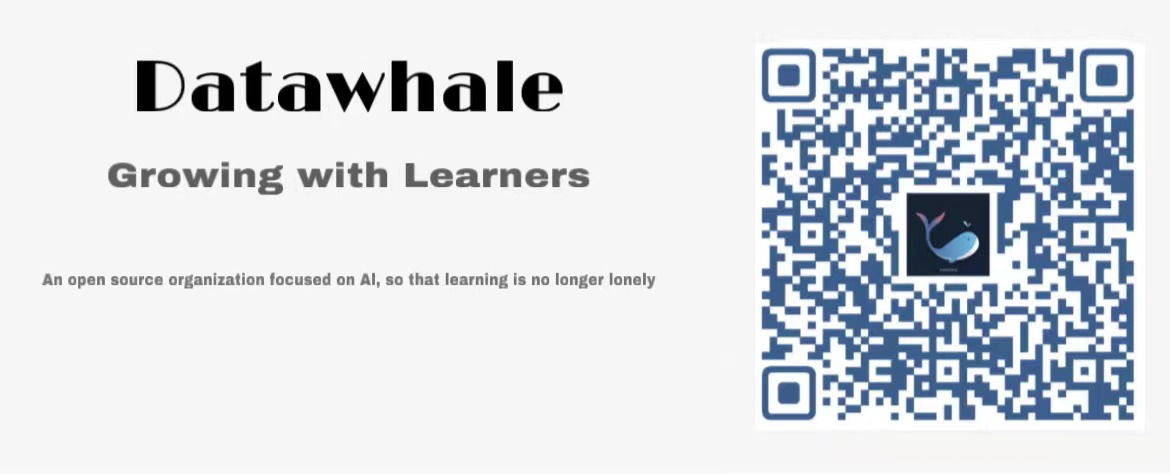 Datawhale
Growing with Learners
An open source organization focused on AI, so that learning is no longer lonely